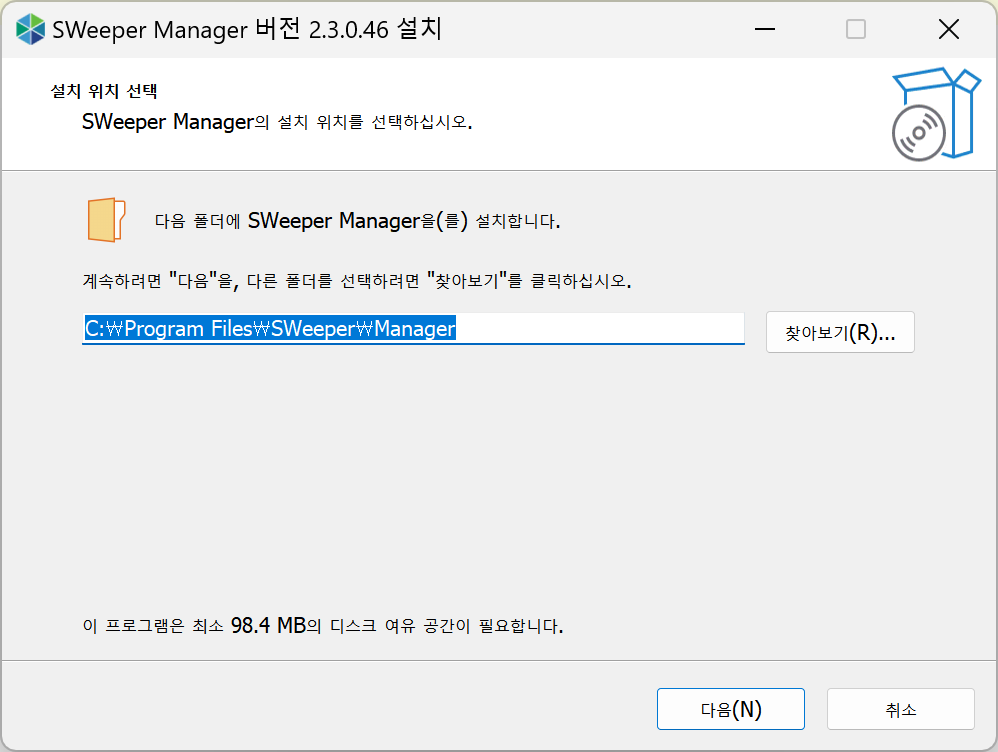 SWeeper Manager 버전 2.3.0.46 설치
설치 위치 선택
SWeeper Manager의 설치 위치를 선택하십시오.
다음 폴더에 SWeeper Manager을(를) 설치합니다.
계속하려면 "다음"을, 다른 폴더를 선택하려면 "찾아보기"를 클릭하십시오.
C:₩Program Files₩SWeeper₩Manager
찾아보기(R)...
이 프로그램은 최소 98.4 MB의 디스크 여유 공간이 필요합니다.
다음(N)
취소